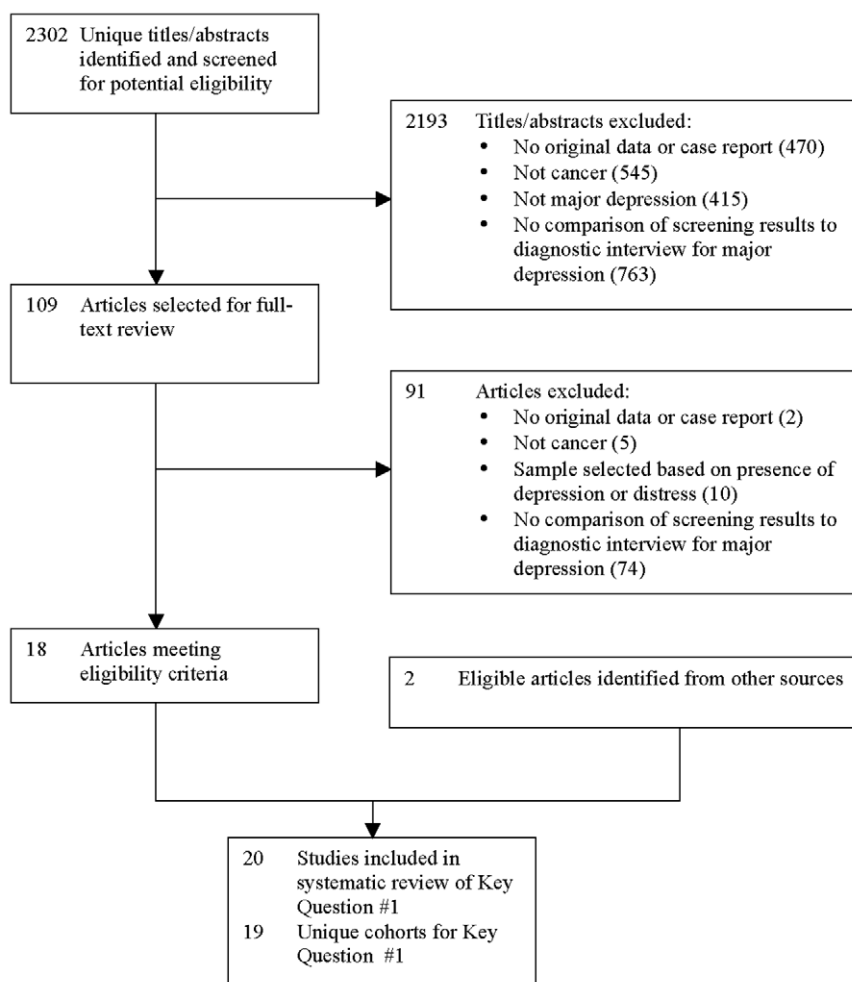 2302 Unique titles/abstracts
identified and screened
for potential eligibility
2193 Titles/abstracts excluded:
• No original data or case report (470)
• Not cancer (545)
• Not major depression (415)
• No comparison of screening results to
diagnostic interview for major
depression (763)
109 Articles selected for full-
text review
91 Articles excluded:
• No original data or case report (2)
• Not cancer (5)
• Sample selected based on presence of
depression or distress (10)
• No comparison of screening results to
diagnostic interview for major
depression (74)
18 Articles meeting
eligibility criteria
2 Eligible articles identified from other sources
20 Studies included in
systematic review of Key
Question #1
19 Unique cohorts for Key
Question #1